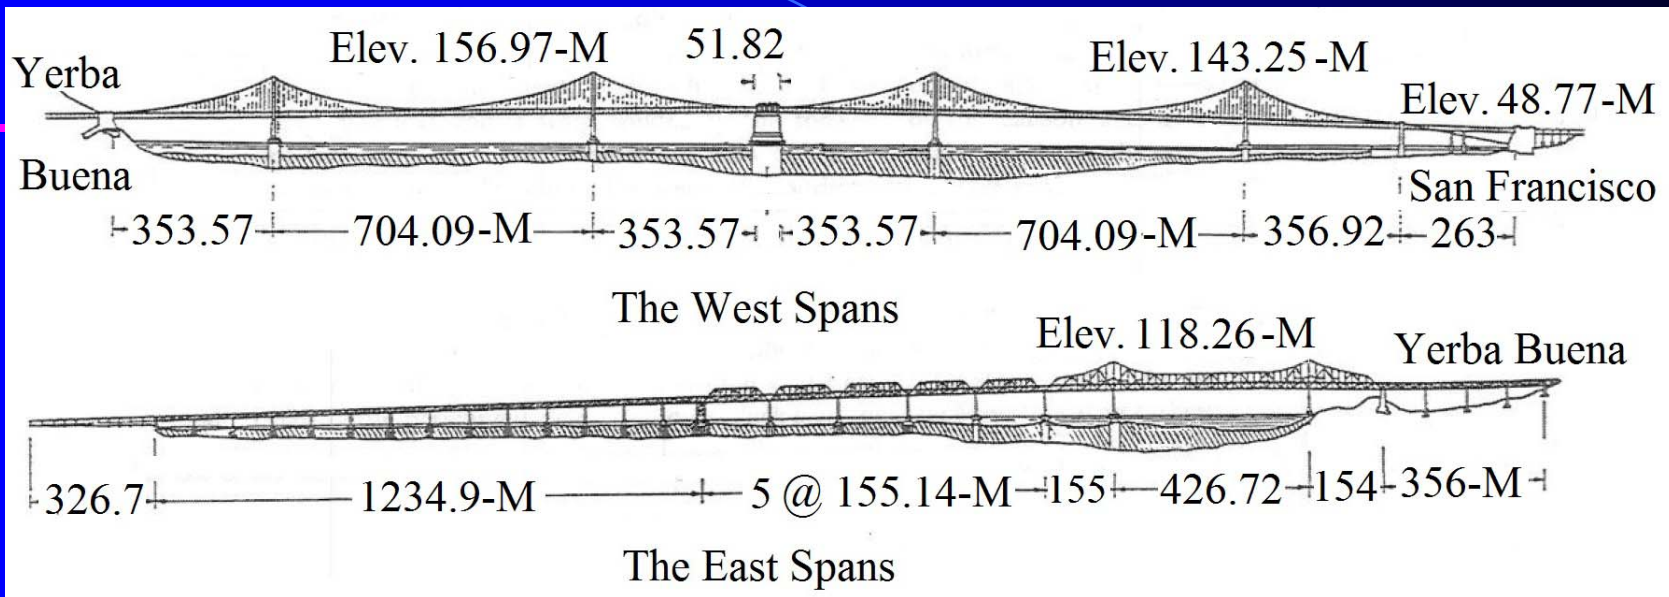 Elev. 156.97-M 51.82 Elev. 143.25-M
Yerba Elev. 48.77-M
Buena San Francisco
353.57 704.09-M 353.57 353.57 704.09-M 356.92 263
The West Spans
Elev. 118.26-M Yerba Buena
326.7 1234.9-M 5 @ 155.14-M 155 426.72 154 356-M
The East Spans